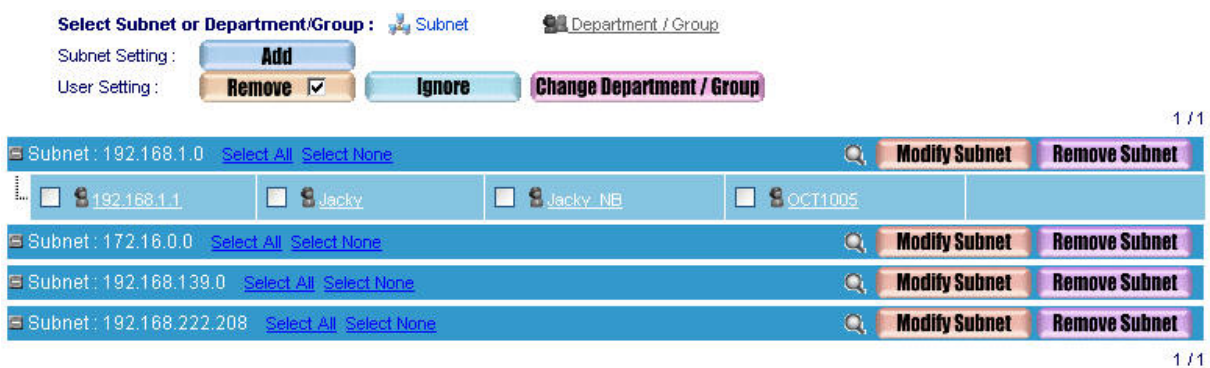 Select Subnet or Department/Group : Subnet Department / Group
Subnet Setting : Add
User Setting : Remove Ignore Change Department / Group
1 / 1
Subnet : 192.168.1.0 Select All Select None Modify Subnet Remove Subnet
192.168.1.1 Jacky Jacky_NB OCT1005
Subnet : 172.16.0.0 Select All Select None Modify Subnet Remove Subnet
Subnet : 192.168.139.0 Select All Select None Modify Subnet Remove Subnet
Subnet : 192.168.222.208 Select All Select None Modify Subnet Remove Subnet
1 / 1